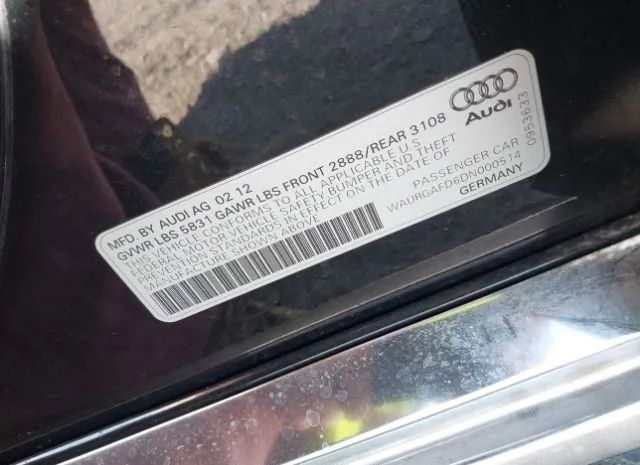 MFD. BY AUDI AG 02 12
GVWR LBS 5831 GAWR LBS FRONT 2888/REAR 3108
THIS VEHICLE CONFORMS TO ALL APPLICABLE U S
FEDERAL MOTOR VEHICLE SAFETY BUMPER AND THEFT
PREVENTION STANDARDS IN EFFECT ON THE DATE OF
MANUFACTURE SHOWN ABOVE
Audi
0953633
PASSENGER CAR
WAURGAFD6DN000514
GERMANY